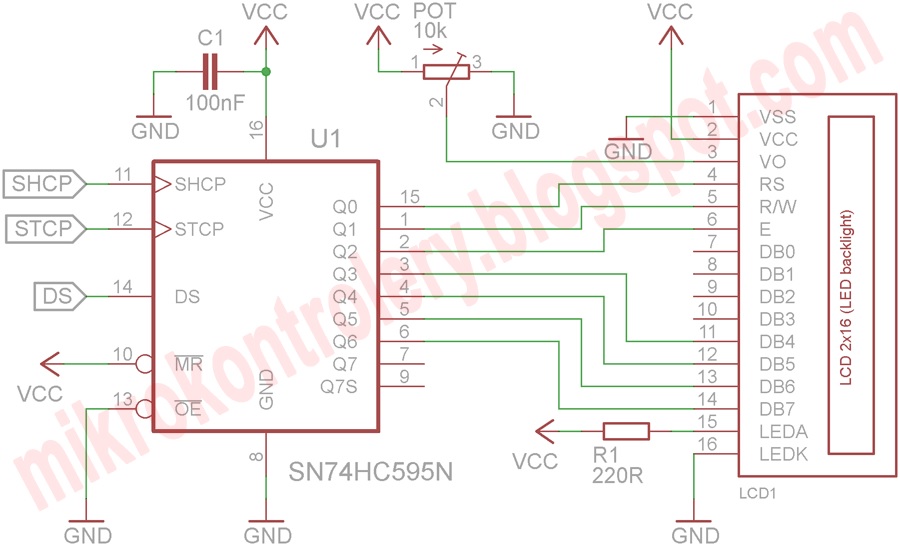 VCC
VCC
POT
10k
VCC
C1
1
3
100nF
2
GND
16
GND
GND
U1
1
VSS
2
VCC
3
VO
4
RS
5
R/W
6
E
7
DB0
8
DB1
9
DB2
10
DB3
11
DB4
12
DB5
13
DB6
14
DB7
15
LEDA
16
LEDK
LCD 2x16 (LED backlight)
LCD1
SHCP
11
SHCP
STCP
12
STCP
DS
14
DS
VCC
10
MR
13
OE
VCC
GND
8
Q0
15
Q1
1
Q2
2
Q3
3
Q4
4
Q5
5
Q6
6
Q7
7
Q7S
9
SN74HC595N
VCC
R1
220R
GND
GND
GND
mikrokontrolery.blogspot.com